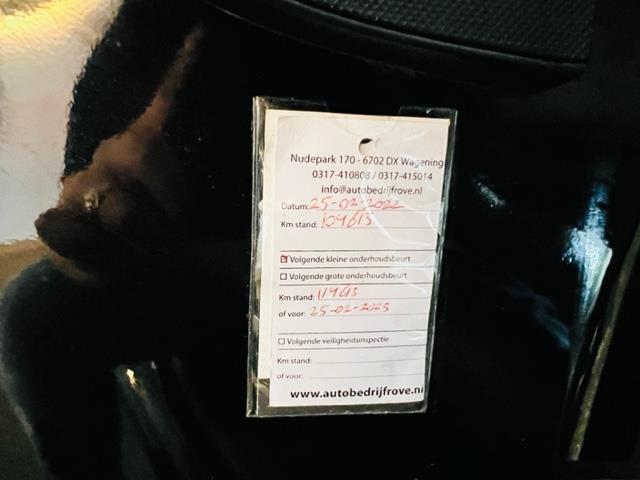 Nudepark 170 - 6702 DX Wagening
0317-410808 / 0317-415014
info@autobedrijfrove.nl
Datum: 25-02-2022
Km stand: 104613
Volgende kleine onderhoudsbeurt
Volgende grote onderhoudsbeurt
Km stand: 119613
of voor: 25-02-2023
Volgende veiligheidsinspectie
Km stand:
of voor:
www.autobedrijfrove.nl